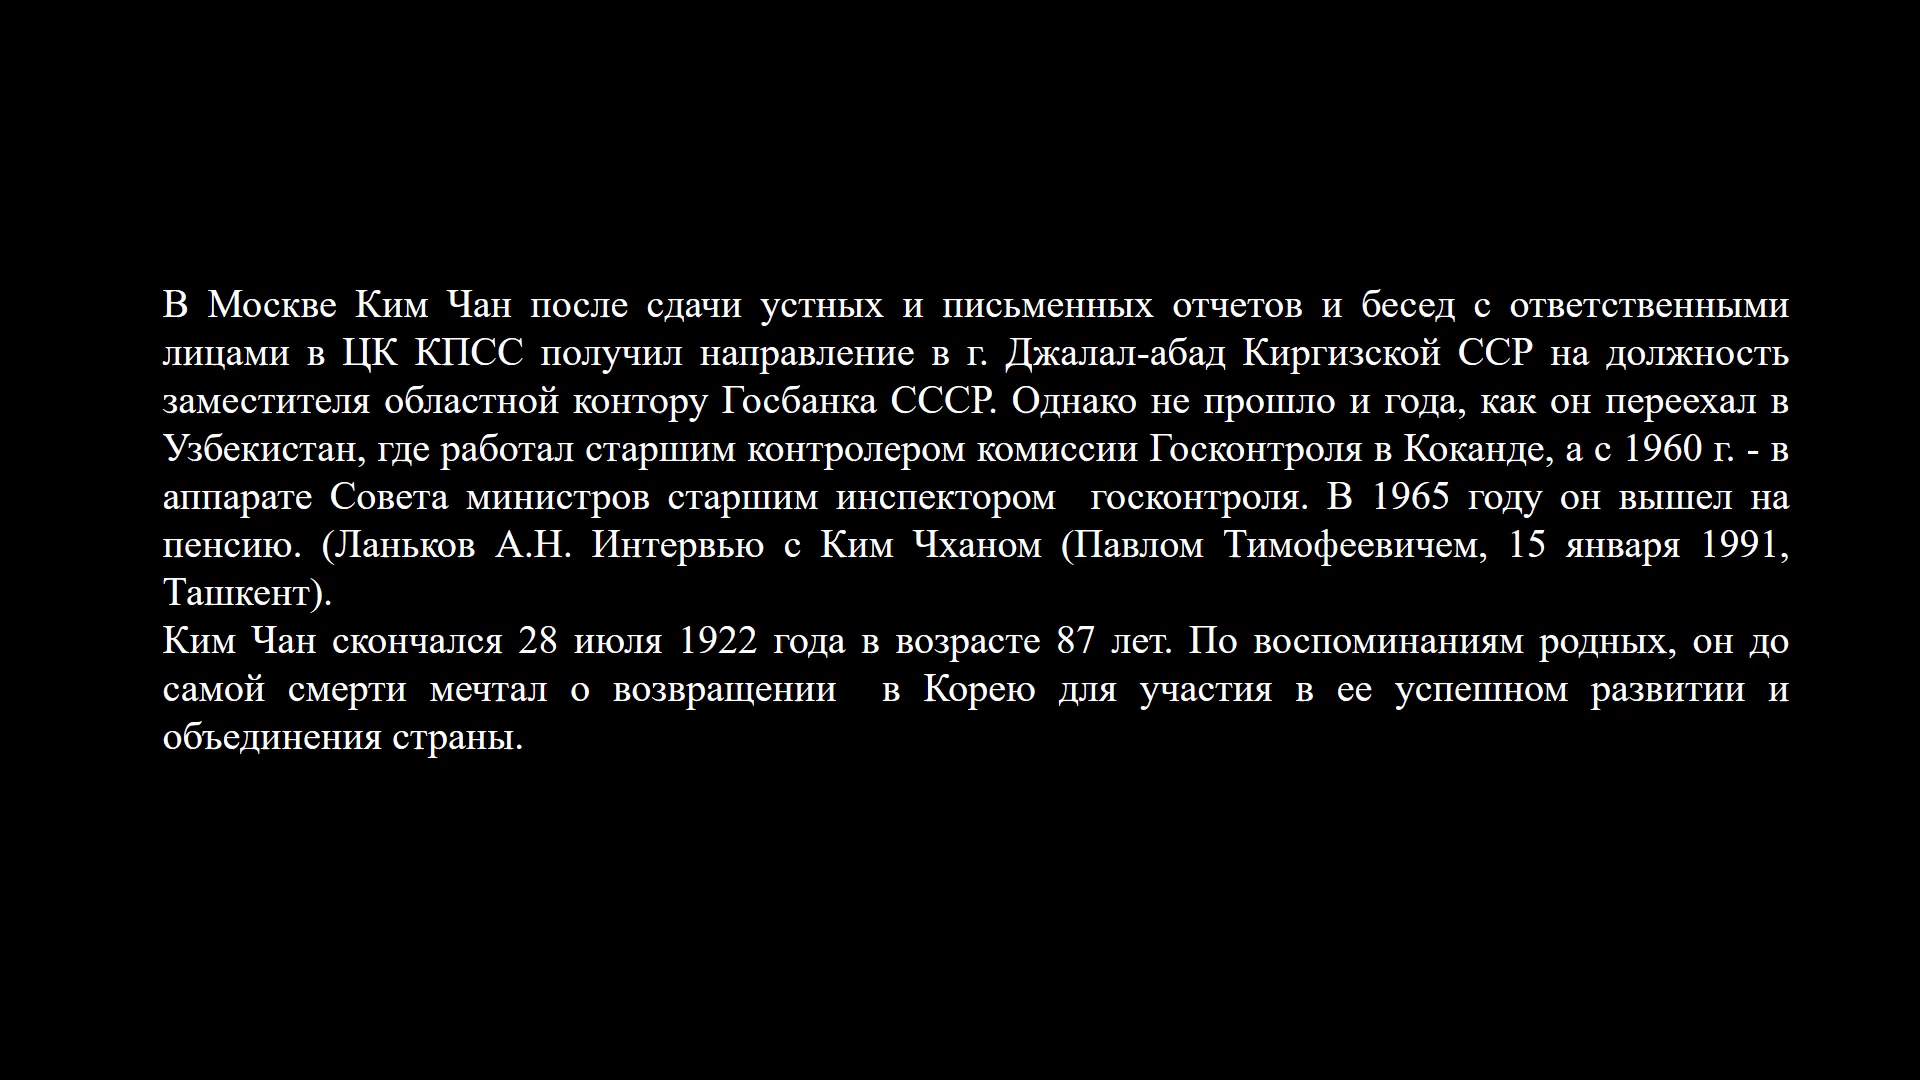 В Москве Ким Чан после сдачи устных и письменных отчетов и бесед с ответственными
лицами в ЦК КПСС получил направление в г. Джалал-абад Киргизской ССР на должность
заместителя областной контору Госбанка СССР. Однако не прошло и года, как он переехал в
Узбекистан, где работал старшим контролером комиссии Госконтроля в Коканде, а с 1960 г. - в
аппарате Совета министров старшим инспектором госконтроля. В 1965 году он вышел на
пенсию. (Ланьков А.Н. Интервью с Ким Чханом (Павлом Тимофеевичем, 15 января 1991,
Ташкент).
Ким Чан скончался 28 июля 1922 года в возрасте 87 лет. По воспоминаниям родных, он до
самой смерти мечтал о возвращении в Корею для участия в ее успешном развитии и
объединения страны.